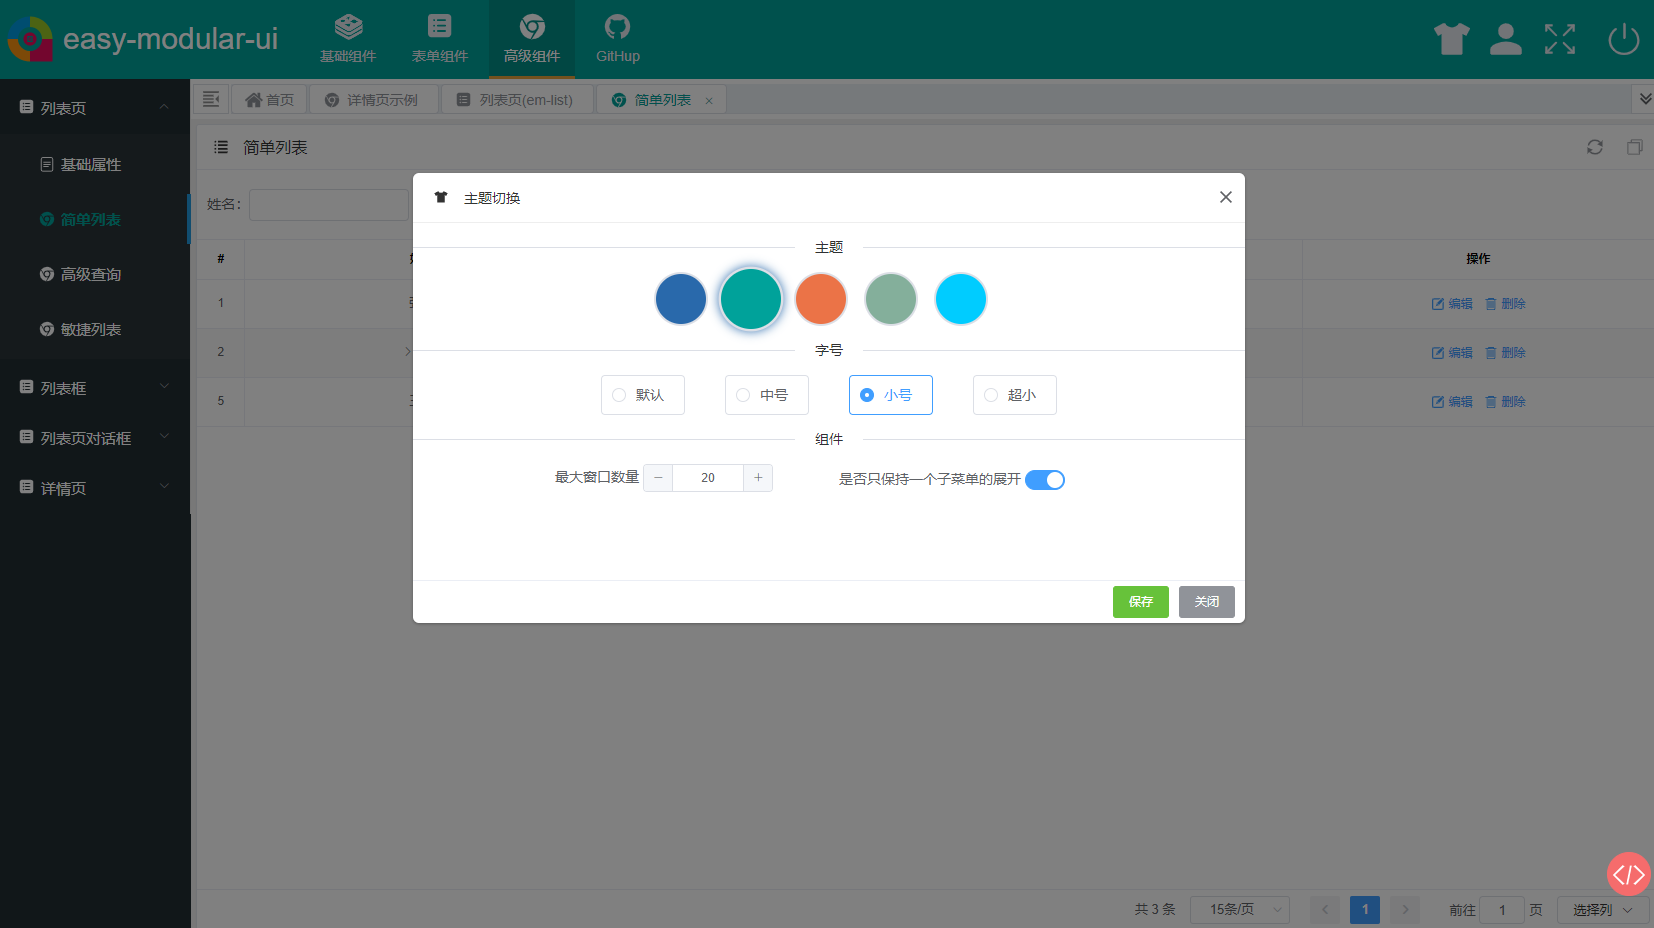 easy-modular-ui
基础组件
表单组件
高级组件
GitHup
列表页
基础属性
简单列表
高级查询
敏捷列表
列表框
列表页对话框
详情页
首页
详情页示例
列表页(em-list)
简单列表
简单列表
姓名：
主题切换
主题
字号
默认
中号
小号
超小
组件
最大窗口数量
20
是否只保持一个子菜单的展开
保存
关闭
#
操作
1
编辑 删除
2
编辑 删除
5
编辑 删除
共 3 条
15条/页
1
前往 1 页
选择列